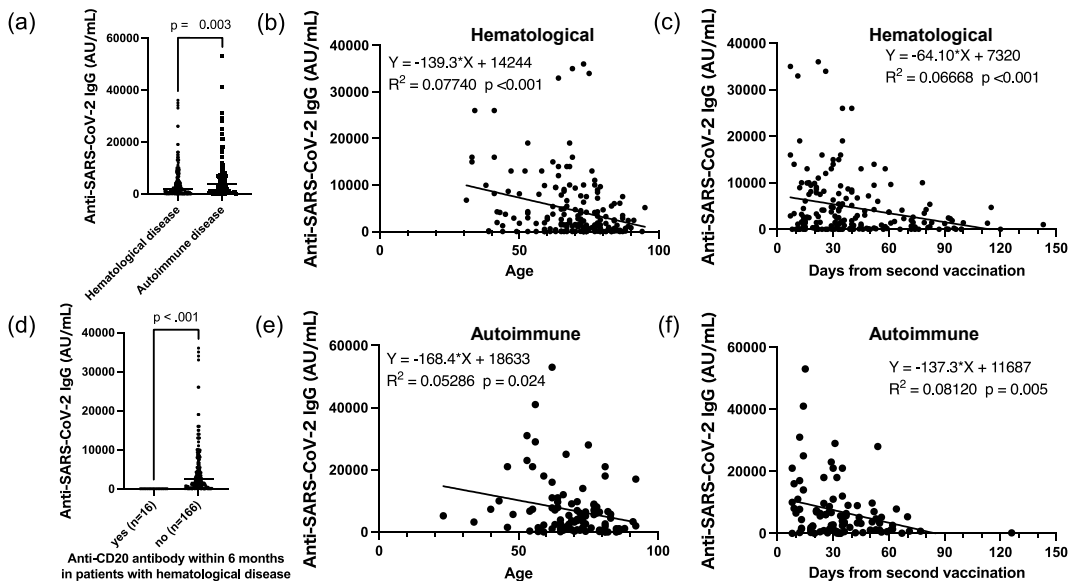 (a)
p = 0.003
Anti-SARS-CoV-2 IgG (AU/mL)
60000
40000
20000
0
Hematological disease
Autoimmune disease
(b)
Hematological
Y = -139.3*X + 14244
R² = 0.07740 p <0.001
Anti-SARS-CoV-2 IgG (AU/mL)
40000
30000
20000
10000
0
0 50 100
Age
(c)
Hematological
Y = -64.10*X + 7320
R² = 0.06668 p <0.001
Anti-SARS-CoV-2 IgG (AU/mL)
40000
30000
20000
10000
0
0 30 60 90 120 150
Days from second vaccination
(d)
p < .001
Anti-SARS-CoV-2 IgG (AU/mL)
40000
30000
20000
10000
0
yes (n=16)
no (n=166)
Anti-CD20 antibody within 6 months
in patients with hematological disease
(e)
Autoimmune
Y = -168.4*X + 18633
R² = 0.05286 p = 0.024
Anti-SARS-CoV-2 IgG (AU/mL)
60000
40000
20000
0
0 50 100
Age
(f)
Autoimmune
Y = -137.3*X + 11687
R² = 0.08120 p = 0.005
Anti-SARS-CoV-2 IgG (AU/mL)
60000
40000
20000
0
0 30 60 90 120 150
Days from second vaccination